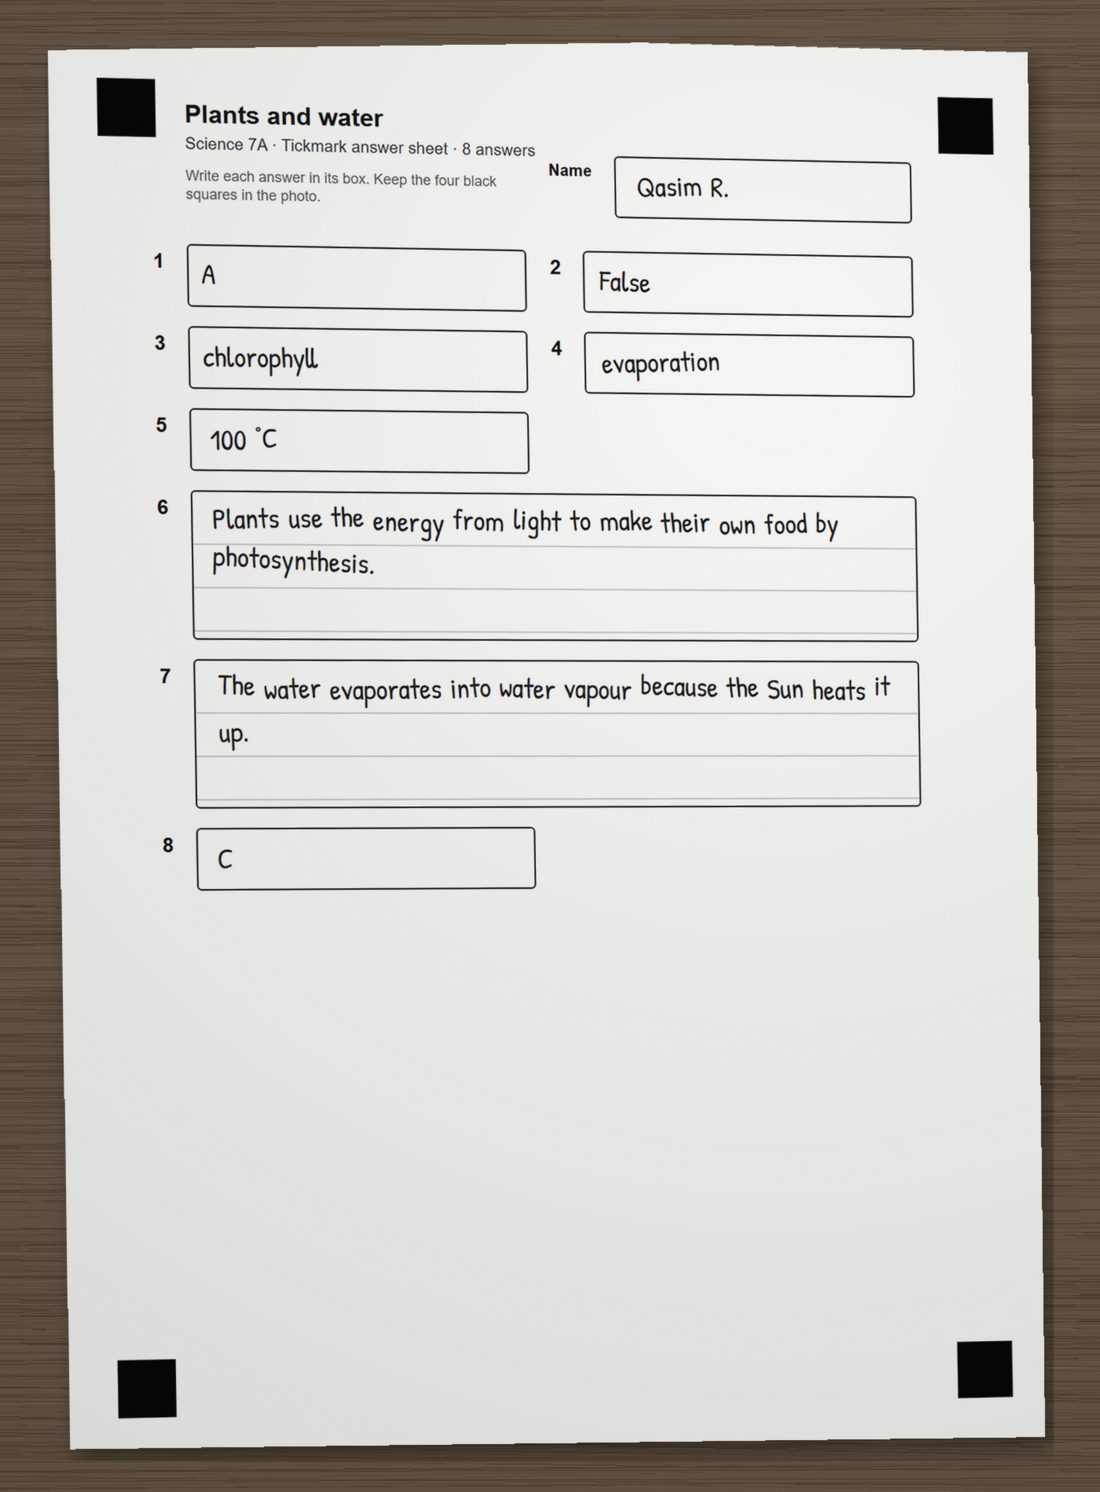 Plants and water
Science 7A · Tickmark answer sheet · 8 answers
Write each answer in its box. Keep the four black
squares in the photo.
Name
Qasim R.
1
A
2
False
3
chlorophyll
4
evaporation
5
100 °C
6
Plants use the energy from light to make their own food by
photosynthesis.
7
The water evaporates into water vapour because the Sun heats it
up.
8
C